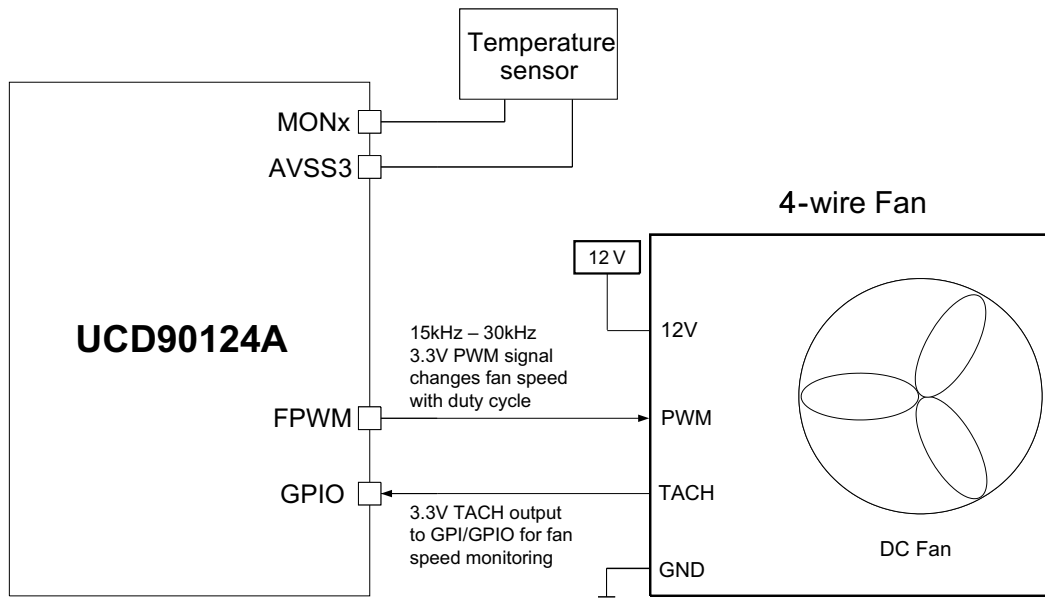 Temperature
sensor
MONx
AVSS3
4-wire Fan
12 V
UCD90124A
15kHz – 30kHz
3.3V PWM signal
changes fan speed
with duty cycle
12V
FPWM
PWM
GPIO
TACH
3.3V TACH output
to GPI/GPIO for fan
speed monitoring
DC Fan
GND